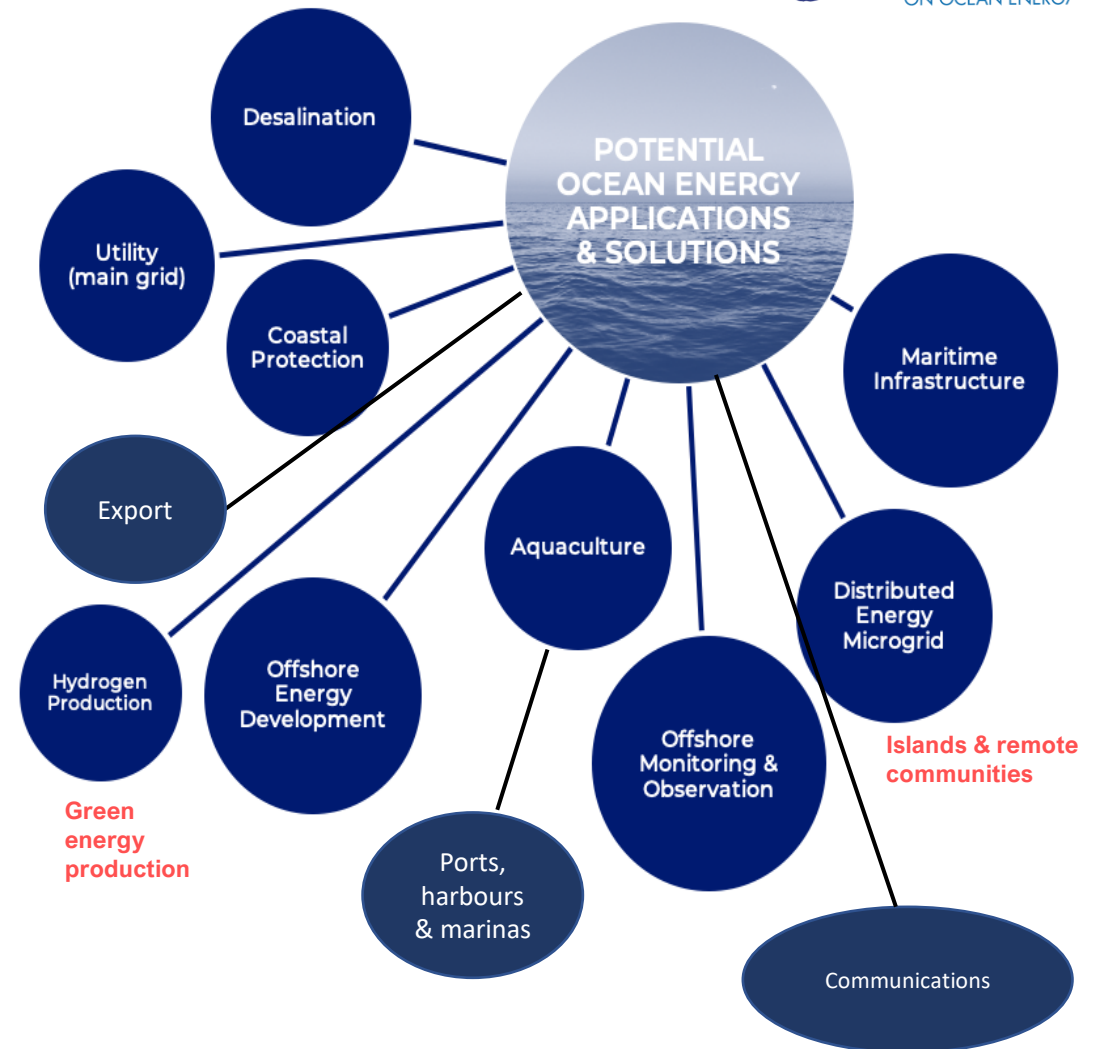 ON OCEAN ENERGY
Desalination
POTENTIAL
OCEAN ENERGY
APPLICATIONS
& SOLUTIONS
Utility
(main grid)
Coastal
Protection
Maritime
Infrastructure
Export
Aquaculture
Distributed
Energy
Microgrid
Hydrogen
Production
Offshore
Energy
Development
Offshore
Monitoring &
Observation
Islands & remote
communities
Green
energy
production
Ports,
harbours
& marinas
Communications